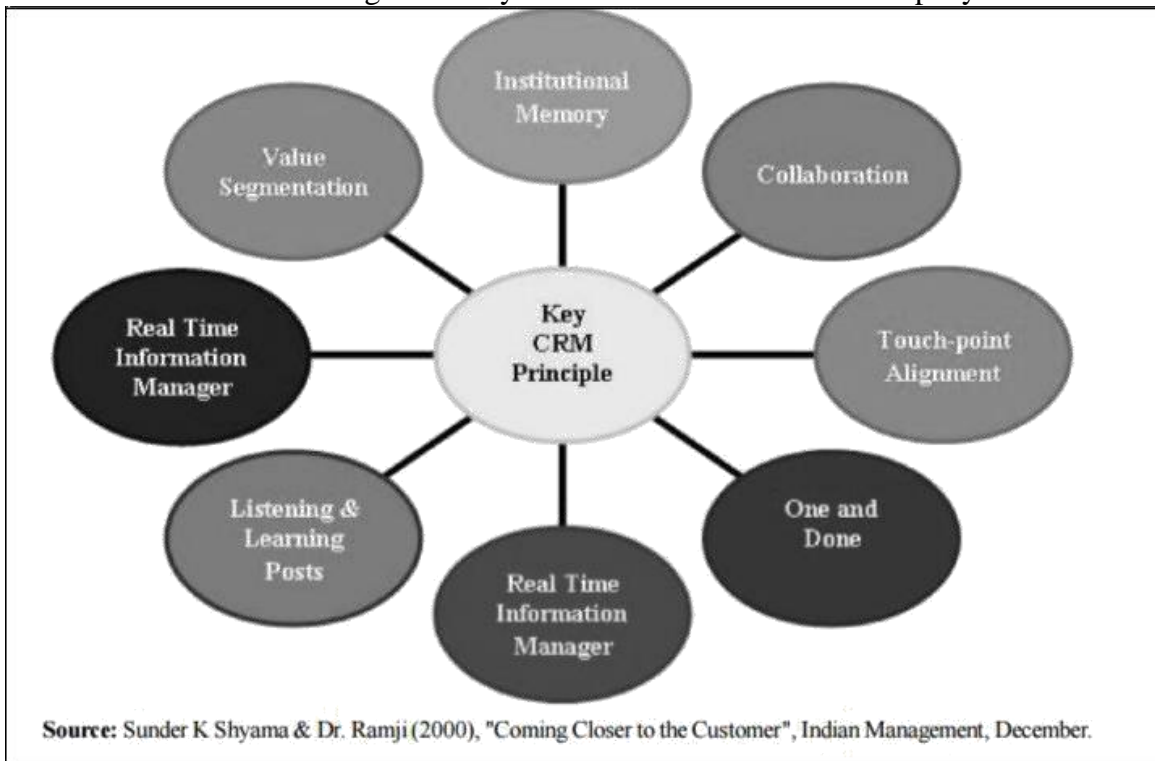 Institutional
Memory
Value
Segmentation
Collaboration
Real Time
Information
Manager
Key
CRM
Principle
Touch-point
Alignment
Listening &
Learning
Posts
One and
Done
Real Time
Information
Manager
Source: Sunder K Shyama & Dr. Ramji (2000), "Coming Closer to the Customer", Indian Management, December.